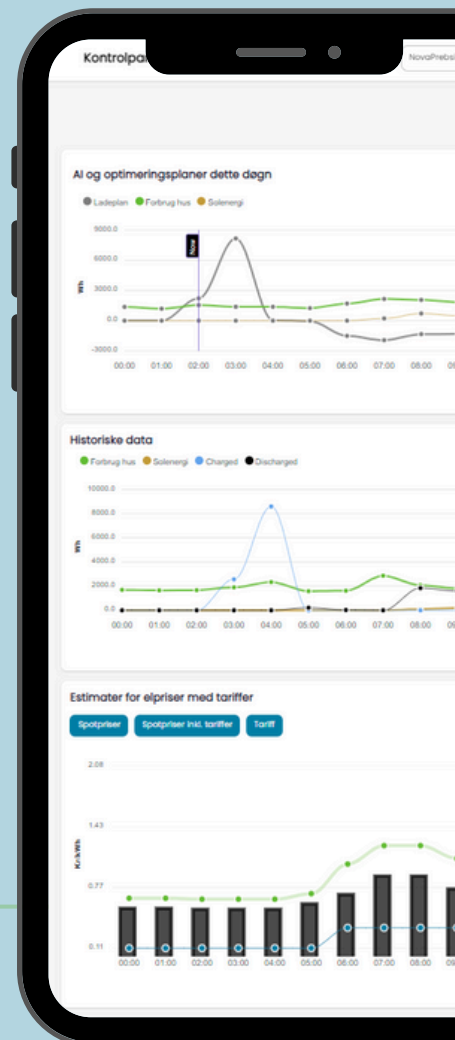 Kontrolpa
NovaPrebsi
AI og optimeringsplaner dette døgn
Ladeplan Forbrug hus Solenergi
9000.0
Now
6000.0
Wh
3000.0
0.0
-3000.0
00:00 01:00 02:00 03:00 04:00 05:00 06:00 07:00 08:00 09
Historiske data
Forbrug hus Solenergi Charged Discharged
10000.0
8000.0
6000.0
Wh
4000.0
2000.0
0.0
00:00 01:00 02:00 03:00 04:00 05:00 06:00 07:00 08:00 09
Estimater for elpriser med tariffer
Spotpriser Spotpriser inkl. tariffer Tariff
2.08
1.43
Kr/kWh
0.77
0.11
00:00 01:00 02:00 03:00 04:00 05:00 06:00 07:00 08:00 09